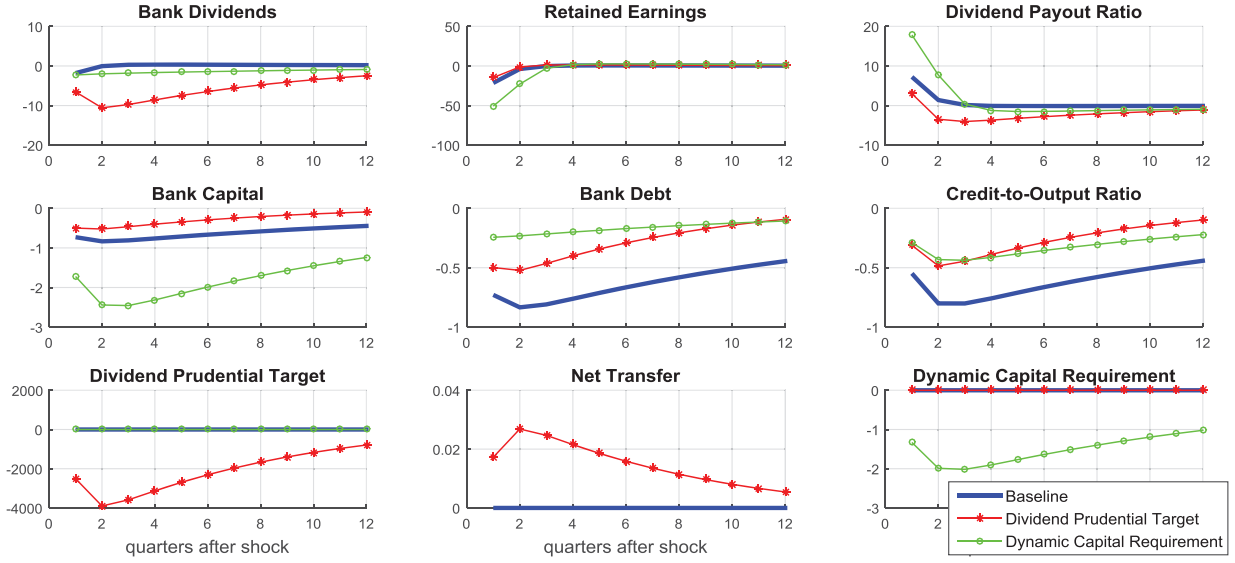 Bank Dividends
10
0
-10
-20
0 2 4 6 8 10 12
Retained Earnings
50
0
-50
-100
0 2 4 6 8 10 12
Dividend Payout Ratio
20
10
0
-10
0 2 4 6 8 10 12
Bank Capital
0
-1
-2
-3
0 2 4 6 8 10 12
Bank Debt
0
-0.5
-1
0 2 4 6 8 10 12
Credit-to-Output Ratio
0
-0.5
-1
0 2 4 6 8 10 12
Dividend Prudential Target
2000
0
-2000
-4000
0 2 4 6 8 10 12
quarters after shock
Net Transfer
0.04
0.02
0
0 2 4 6 8 10 12
quarters after shock
Dynamic Capital Requirement
0
-1
-2
-3
0 2
Baseline
Dividend Prudential Target
Dynamic Capital Requirement